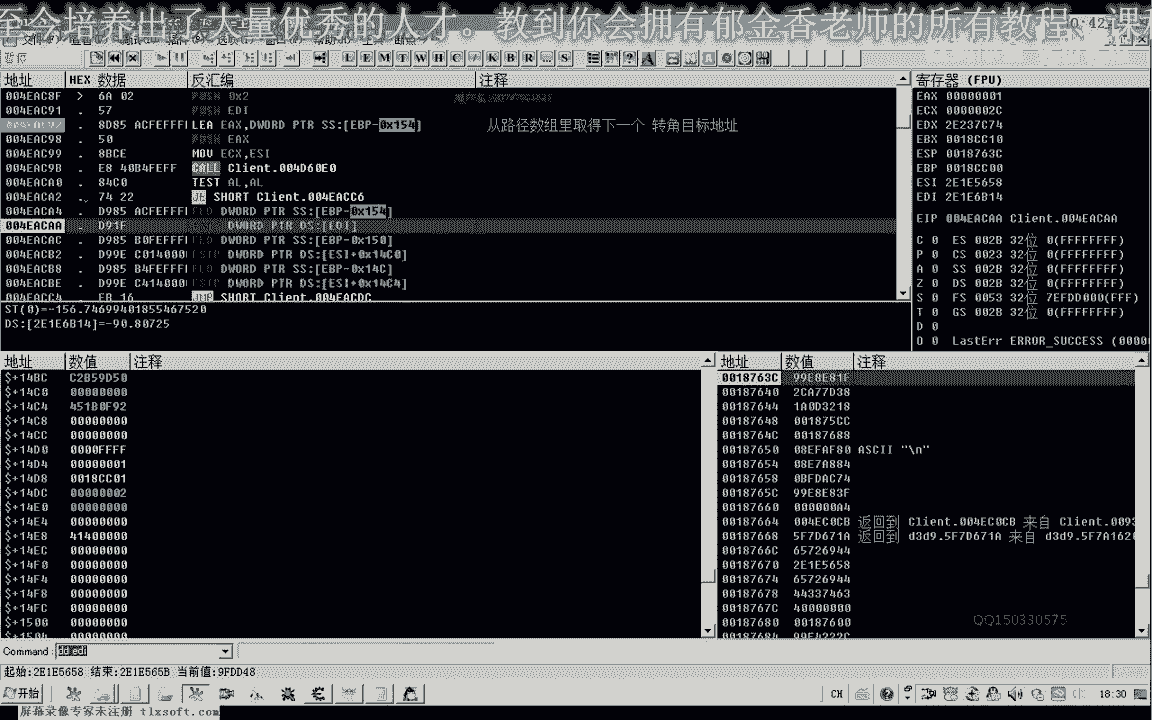 至今培养出了大量优秀的人才。教到你会拥有郁金香老师的所有教程、课
0:42
L E M T W H C / K B R ... S
地址 HEX 数据 反汇编 注释
004EAC8F > 6A 02 PUSH 0x2
004EAC91 . 57 PUSH EDI
8D85 ACFEFFFF LEA EAX,DWORD PTR SS:[EBP-0x154] 从路径数组里取得下一个 转角目标地址
004EAC98 . 50 PUSH EAX
004EAC99 . 8BCE MOV ECX,ESI
004EAC9B . E8 40B4FEFF CALL Client.004D60E0
004EACA0 . 84C0 TEST AL,AL
004EACA2 . 74 22 JE SHORT Client.004EACC6
004EACA4 . D985 ACFEFFFF FLD DWORD PTR SS:[EBP-0x154]
004EACAA . D91F DWORD PTR DS:[EDI]
004EACAC . D985 B0FEFFFF FLD DWORD PTR SS:[EBP-0x150]
004EACB2 . D99E C0140000 FSTP DWORD PTR DS:[ESI+0x14C0]
004EACB8 . D985 B4FEFFFF FLD DWORD PTR SS:[EBP-0x14C]
004EACBE . D99E C4140000 FSTP DWORD PTR DS:[ESI+0x14C4]
004EACC4 . EB 16 JMP SHORT Client.004EACDC
ST(0)=-156.74699401855467520
DS:[2E1E6B14]=-90.80725
寄存器 (FPU)
EAX 00000001
ECX 0000002C
EDX 2E237C74
EBX 0018CC10
ESP 0018763C
EBP 0018CC00
ESI 2E1E5658
EDI 2E1E6B14
EIP 004EACAA Client.004EACAA
C 0 ES 002B 32位 0(FFFFFFFF)
P 0 CS 0023 32位 0(FFFFFFFF)
A 0 SS 002B 32位 0(FFFFFFFF)
Z 0 DS 002B 32位 0(FFFFFFFF)
S 0 FS 0053 32位 7EFDD000(FFF)
T 0 GS 002B 32位 0(FFFFFFFF)
D 0
O 0 LastErr ERROR_SUCCESS (0000
地址 数值 注释
$+14BC C2B59D50
$+14C0 00000000
$+14C4 451B0F92
$+14C8 00000000
$+14CC 00000000
$+14D0 0000FFFF
$+14D4 00000001
$+14D8 0018CC01
$+14DC 00000002
$+14E0 00000000
$+14E4 00000000
$+14E8 41400000
$+14EC 00000000
$+14F0 00000000
$+14F4 00000000
$+14F8 00000000
$+14FC 00000000
$+1500 00000000
$+1504 00000000
地址 数值 注释
0018763C 99E8E81F
00187640 2CA77D38
00187644 1A0D3218
00187648 001875CC
0018764C 00187688
00187650 08EFAF80 ASCII "\n"
00187654 08E7A884
00187658 0BFDAC74
0018765C 99E8E83F
00187660 000000A4
00187664 004EC0CB 返回到 Client.004EC0CB 来自 Client.0093
00187668 5F7D671A 返回到 d3d9.5F7D671A 来自 d3d9.5F7A1620
0018766C 65726944
00187670 2E1E5658
00187674 65726944
00187678 44337463
0018767C 40000000
00187680 00187600
00187684 99E4222C
QQ150330575
Command : dd edi
起始:2E1E5658 结束:2E1E565B 当前值:9FDD48
开始 CH 18:30
屏幕录像专家未注册 tlxsoft.com